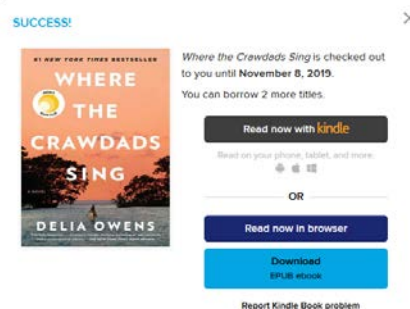 SUCCESS!
#1 NEW YORK TIMES BESTSELLER
WHERE
THE
CRAWDADS
SING
A NOVEL
DELIA OWENS
Where the Crawdads Sing is checked out
to you until November 8, 2019.
You can borrow 2 more titles.
Read now with kindle
Read on your phone, tablet, and more.
OR
Read now in browser
Download
EPUB ebook
Report Kindle Book problem